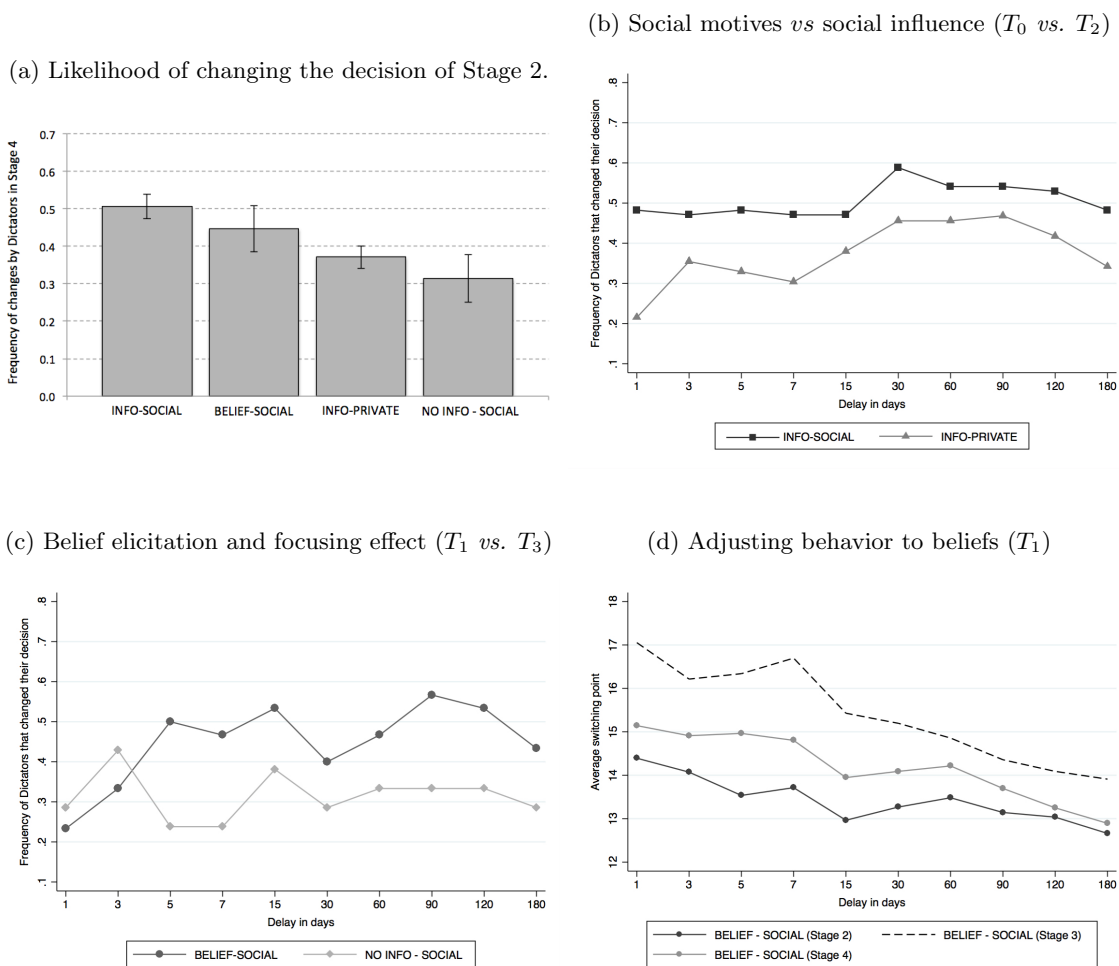 (a) Likelihood of changing the decision of Stage 2.
Frequency of changes by Dictators in Stage 4
0.7
0.6
0.5
0.4
0.3
0.2
0.1
0.0
INFO-SOCIAL BELIEF-SOCIAL INFO-PRIVATE NO INFO - SOCIAL
(b) Social motives vs social influence (T0 vs. T2)
Frequency of Dictators that changed their decision
.8
.7
.6
.5
.4
.3
.2
.1
1 3 5 7 15 30 60 90 120 180
Delay in days
INFO-SOCIAL INFO-PRIVATE
(c) Belief elicitation and focusing effect (T1 vs. T3)
Frequency of Dictators that changed their decision
.8
.7
.6
.5
.4
.3
.2
.1
1 3 5 7 15 30 60 90 120 180
Delay in days
BELIEF-SOCIAL NO INFO - SOCIAL
(d) Adjusting behavior to beliefs (T1)
Average switching point
18
17
16
15
14
13
12
1 3 5 7 15 30 60 90 120 180
Delay in days
BELIEF - SOCIAL (Stage 2) BELIEF - SOCIAL (Stage 3)
BELIEF - SOCIAL (Stage 4)